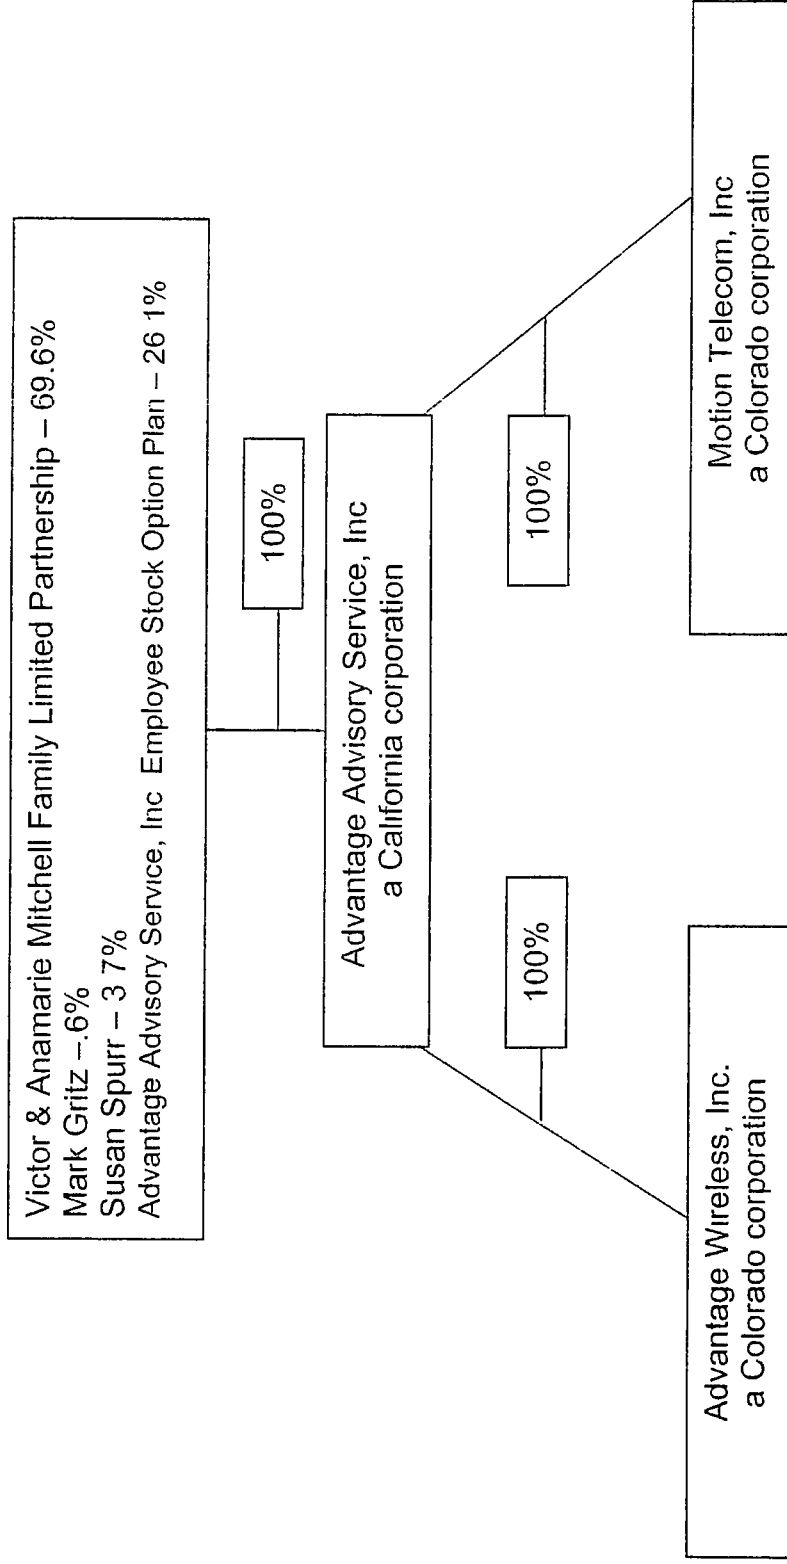 Victor & Anamarie Mitchell Family Limited Partnership – 69.6%
Mark Gritz –.6%
Susan Spurr – 3 7%
Advantage Advisory Service, Inc Employee Stock Option Plan – 26 1%
100%
Advantage Advisory Service, Inc
a California corporation
100%
100%
Advantage Wireless, Inc.
a Colorado corporation
Motion Telecom, Inc
a Colorado corporation